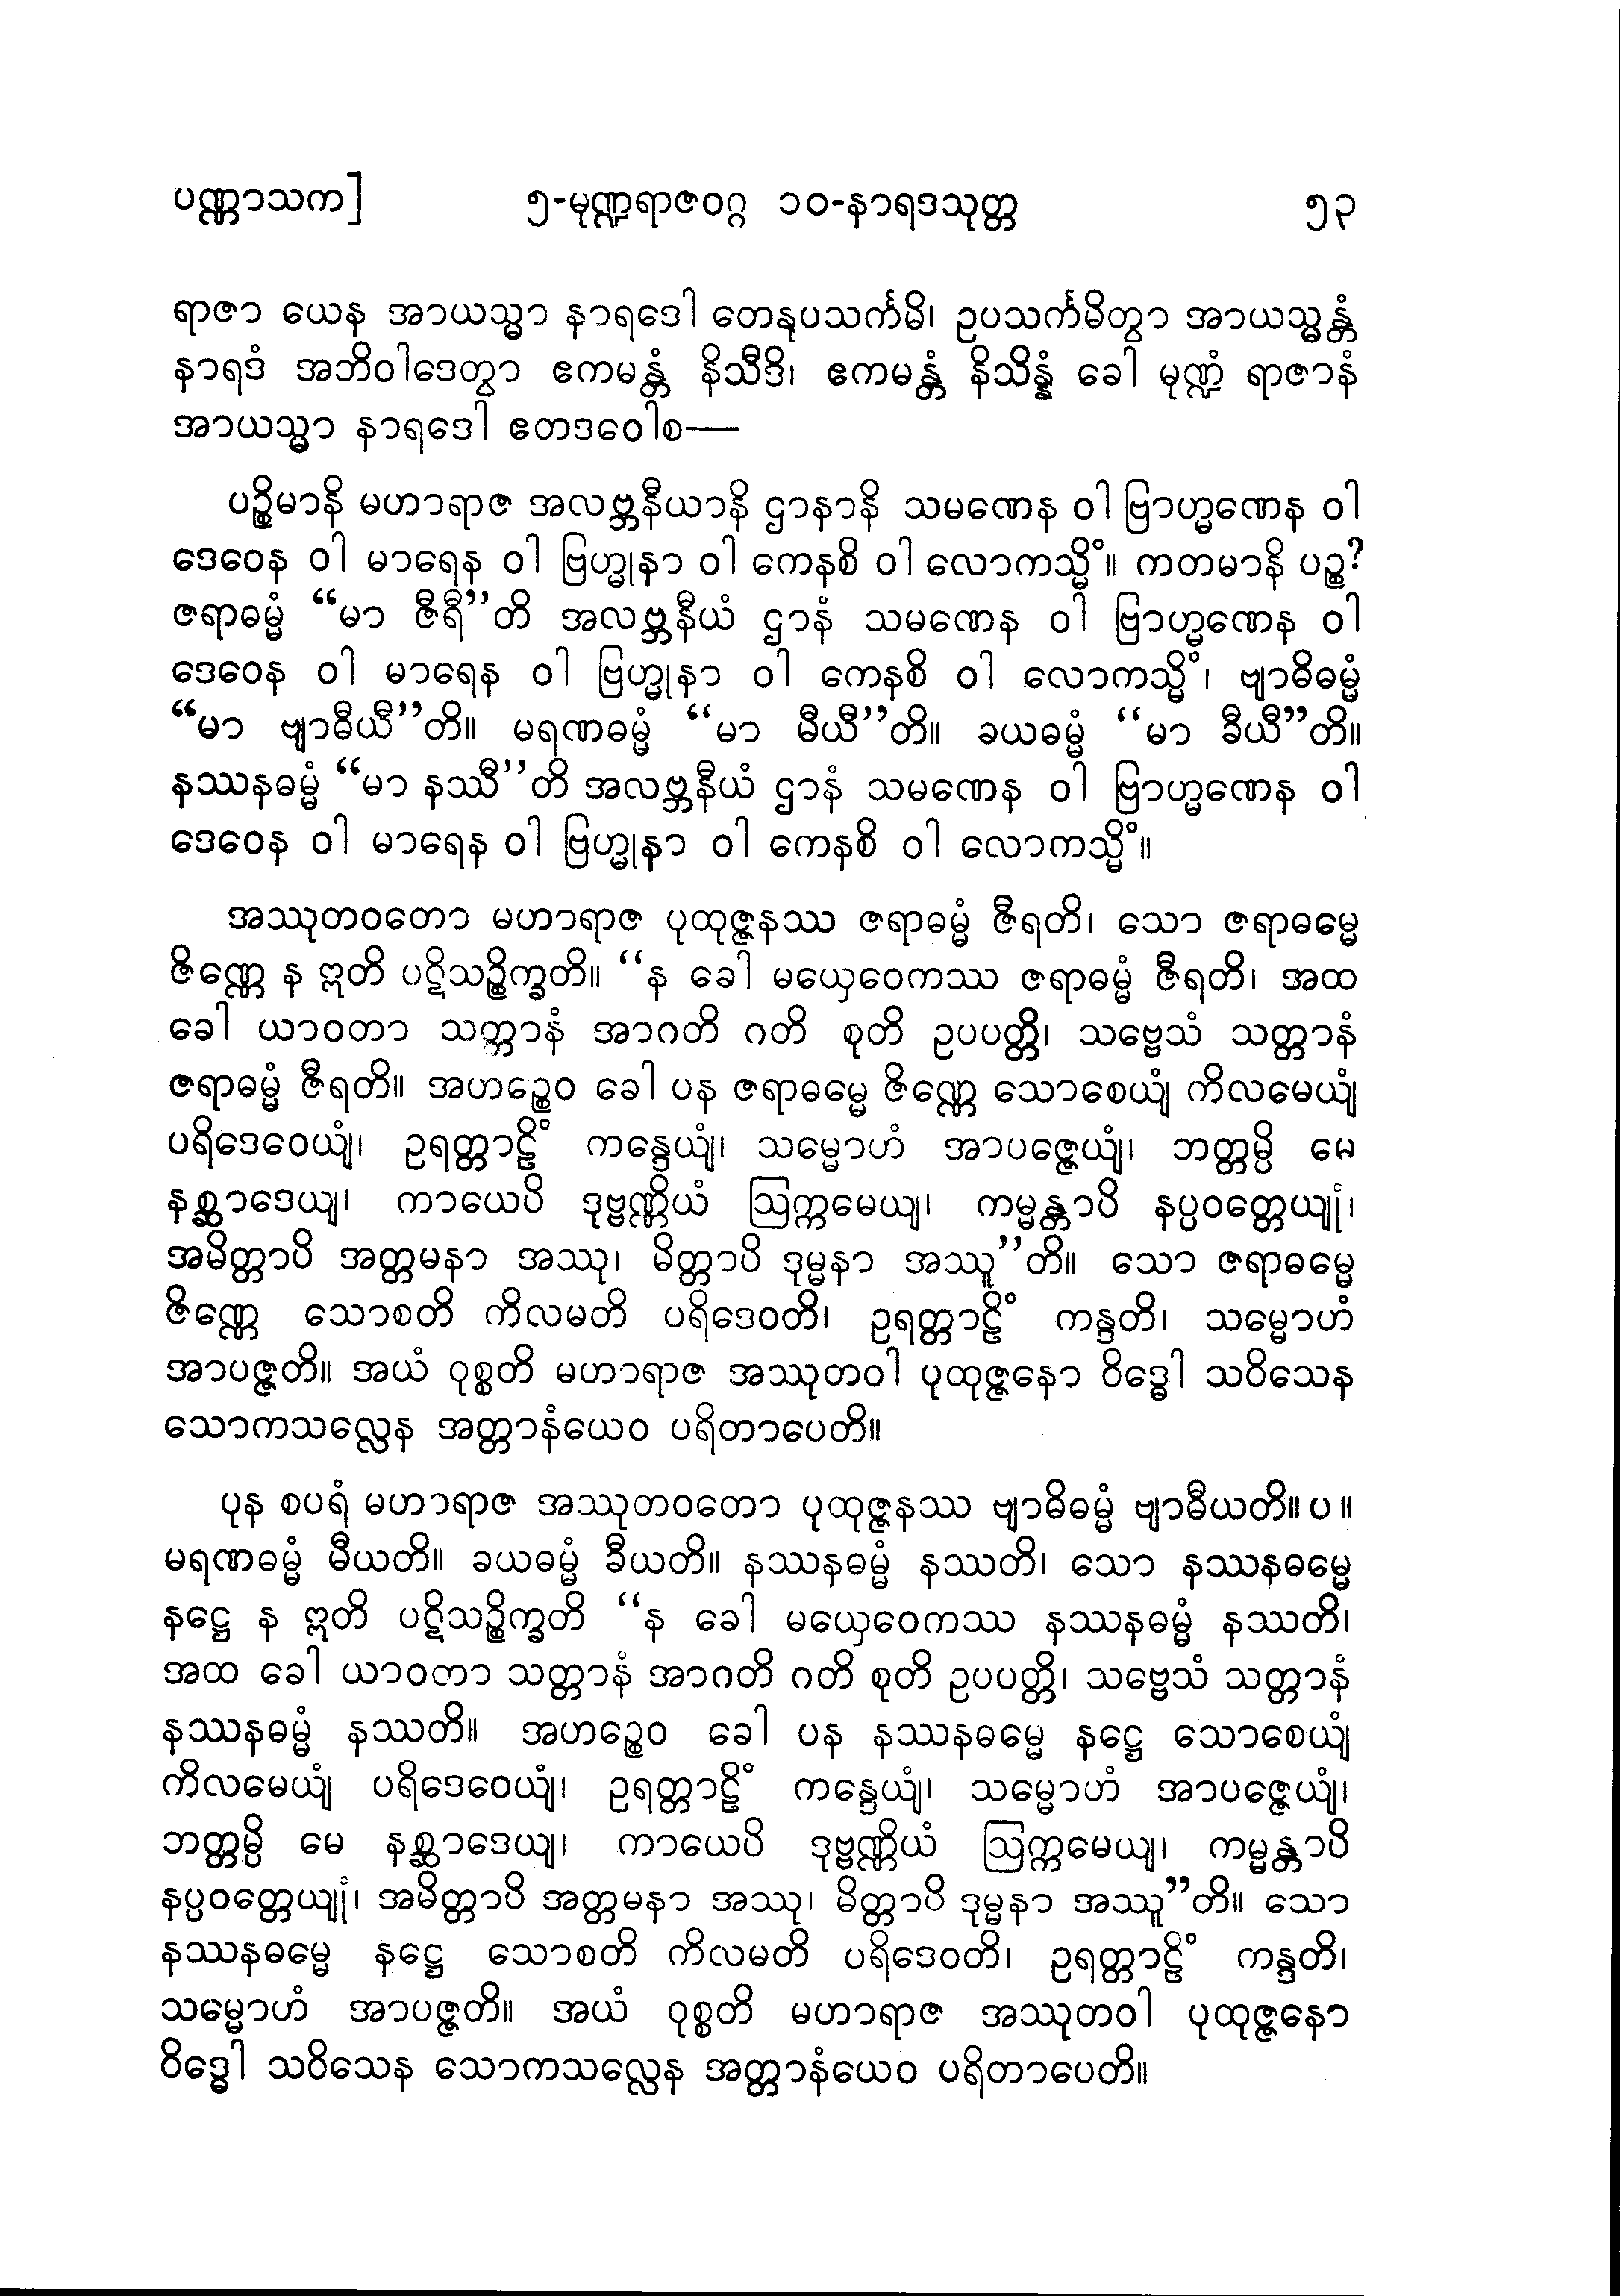 ပဏ္ဏာသက] ၅-မုဏ္ဍရာဇဝဂ္ဂ ၁၀-နာရဒသုတ္တ ၅၃
ရာဇာ ယေန အာယသ္မာ နာရဒေါ တေနုပသင်္ကမိ၊ ဥပသင်္ကမိတွာ အာယသ္မန္တံ
နာရဒံ အဘိဝါဒေတွာ ဧကမန္တံ နိသီဒိ၊ ဧကမန္တံ နိသိန္နံ ခေါ မုဏ္ဍံ ရာဇာနံ
အာယသ္မာ နာရဒေါ ဧတဒဝေါစ—
ပဉ္စိမာနိ မဟာရာဇ အလဗ္ဘနီယာနိ ဌာနာနိ သမဏေန ဝါ ဗြာဟ္မဏေန ဝါ
ဒေဝေန ဝါ မာရေန ဝါ ဗြဟ္မုနာ ဝါ ကေနစိ ဝါ လောကသ္မိံ။ ကတမာနိ ပဉ္စ?
ဇရာဓမ္မံ “မာ ဇီရီ”တိ အလဗ္ဘနီယံ ဌာနံ သမဏေန ဝါ ဗြာဟ္မဏေန ဝါ
ဒေဝေန ဝါ မာရေန ဝါ ဗြဟ္မုနာ ဝါ ကေနစိ ဝါ လောကသ္မိံ၊ ဗျာဓိဓမ္မံ
“မာ ဗျာဓီယီ”တိ။ မရဏဓမ္မံ “မာ မီယီ”တိ။ ခယဓမ္မံ “မာ ခီယီ”တိ။
နဿနဓမ္မံ “မာ နဿီ”တိ အလဗ္ဘနီယံ ဌာနံ သမဏေန ဝါ ဗြာဟ္မဏေန ဝါ
ဒေဝေန ဝါ မာရေန ဝါ ဗြဟ္မုနာ ဝါ ကေနစိ ဝါ လောကသ္မိံ။
အဿုတဝတော မဟာရာဇ ပုထုဇ္ဇနဿ ဇရာဓမ္မံ ဇီရတိ၊ သော ဇရာဓမ္မေ
ဇိဏ္ဏေ န ဣတိ ပဋိသဉ္စိက္ခတိ။ “န ခေါ မယှေဝေကဿ ဇရာဓမ္မံ ဇီရတိ၊ အထ
ခေါ ယာဝတာ သတ္တာနံ အာဂတိ ဂတိ စုတိ ဥပပတ္တိ၊ သဗ္ဗေသံ သတ္တာနံ
ဇရာဓမ္မံ ဇီရတိ။ အဟဉ္စေဝ ခေါ ပန ဇရာဓမ္မေ ဇိဏ္ဏေ သောစေယျံ ကိလမေယျံ
ပရိဒေဝေယျံ၊ ဥရတ္တာဠိံ ကန္ဒေယျံ၊ သမ္မောဟံ အာပဇ္ဇေယျံ၊ ဘတ္တမ္ပိ မေ
နစ္ဆာဒေယျ၊ ကာယေပိ ဒုဗ္ဗဏ္ဏိယံ ဩက္ကမေယျ၊ ကမ္မန္တာပိ နပ္ပဝတ္တေယျုံ၊
အမိတ္တာပိ အတ္တမနာ အဿု၊ မိတ္တာပိ ဒုမ္မနာ အဿူ”တိ။ သော ဇရာဓမ္မေ
ဇိဏ္ဏေ သောစတိ ကိလမတိ ပရိဒေဝတိ၊ ဥရတ္တာဠိံ ကန္ဒတိ၊ သမ္မောဟံ
အာပဇ္ဇတိ။ အယံ ဝုစ္စတိ မဟာရာဇ အဿုတဝါ ပုထုဇ္ဇနော ဝိဒ္ဓေါ သဝိသေန
သောကသလ္လေန အတ္တာနံယေဝ ပရိတာပေတိ။
ပုန စပရံ မဟာရာဇ အဿုတဝတော ပုထုဇ္ဇနဿ ဗျာဓိဓမ္မံ ဗျာဓီယတိ။ ပ ။
မရဏဓမ္မံ မီယတိ။ ခယဓမ္မံ ခီယတိ။ နဿနဓမ္မံ နဿတိ၊ သော နဿနဓမ္မေ
နဋ္ဌေ န ဣတိ ပဋိသဉ္စိက္ခတိ “န ခေါ မယှေဝေကဿ နဿနဓမ္မံ နဿတိ၊
အထ ခေါ ယာဝတာ သတ္တာနံ အာဂတိ ဂတိ စုတိ ဥပပတ္တိ၊ သဗ္ဗေသံ သတ္တာနံ
နဿနဓမ္မံ နဿတိ။ အဟဉ္စေဝ ခေါ ပန နဿနဓမ္မေ နဋ္ဌေ သောစေယျံ
ကိလမေယျံ ပရိဒေဝေယျံ၊ ဥရတ္တာဠိံ ကန္ဒေယျံ၊ သမ္မောဟံ အာပဇ္ဇေယျံ၊
ဘတ္တမ္ပိ မေ နစ္ဆာဒေယျ၊ ကာယေပိ ဒုဗ္ဗဏ္ဏိယံ ဩက္ကမေယျ၊ ကမ္မန္တာပိ
နပ္ပဝတ္တေယျုံ၊ အမိတ္တာပိ အတ္တမနာ အဿု၊ မိတ္တာပိ ဒုမ္မနာ အဿူ”တိ။ သော
နဿနဓမ္မေ နဋ္ဌေ သောစတိ ကိလမတိ ပရိဒေဝတိ၊ ဥရတ္တာဠိံ ကန္ဒတိ၊
သမ္မောဟံ အာပဇ္ဇတိ။ အယံ ဝုစ္စတိ မဟာရာဇ အဿုတဝါ ပုထုဇ္ဇနော
ဝိဒ္ဓေါ သဝိသေန သောကသလ္လေန အတ္တာနံယေဝ ပရိတာပေတိ။